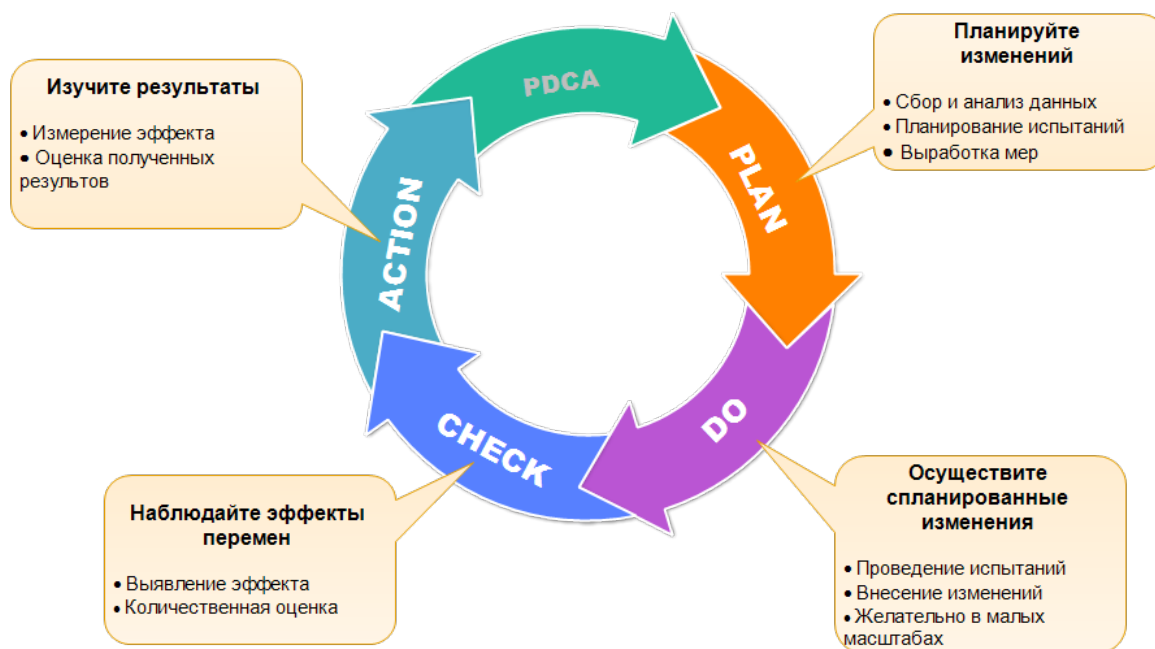 PDCA
Планируйте
изменений
• Сбор и анализ данных
• Планирование испытаний
• Выработка мер
PLAN
DO
Осуществите
спланированные
изменения
• Проведение испытаний
• Внесение изменений
• Желательно в малых
масштабах
CHECK
Наблюдайте эффекты
перемен
• Выявление эффекта
• Количественная оценка
ACTION
Изучите результаты
• Измерение эффекта
• Оценка полученных
результов